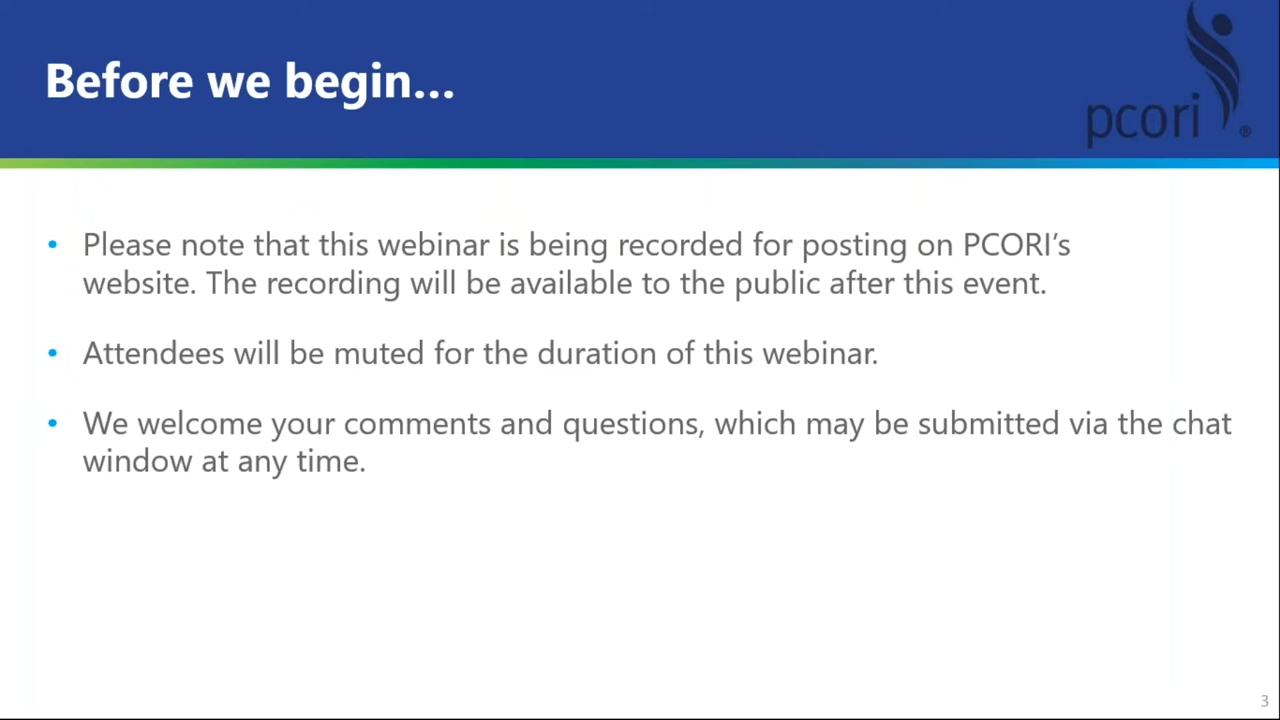 Before we begin...
pcori
®
• Please note that this webinar is being recorded for posting on PCORI’s
website. The recording will be available to the public after this event.
• Attendees will be muted for the duration of this webinar.
• We welcome your comments and questions, which may be submitted via the chat
window at any time.
3